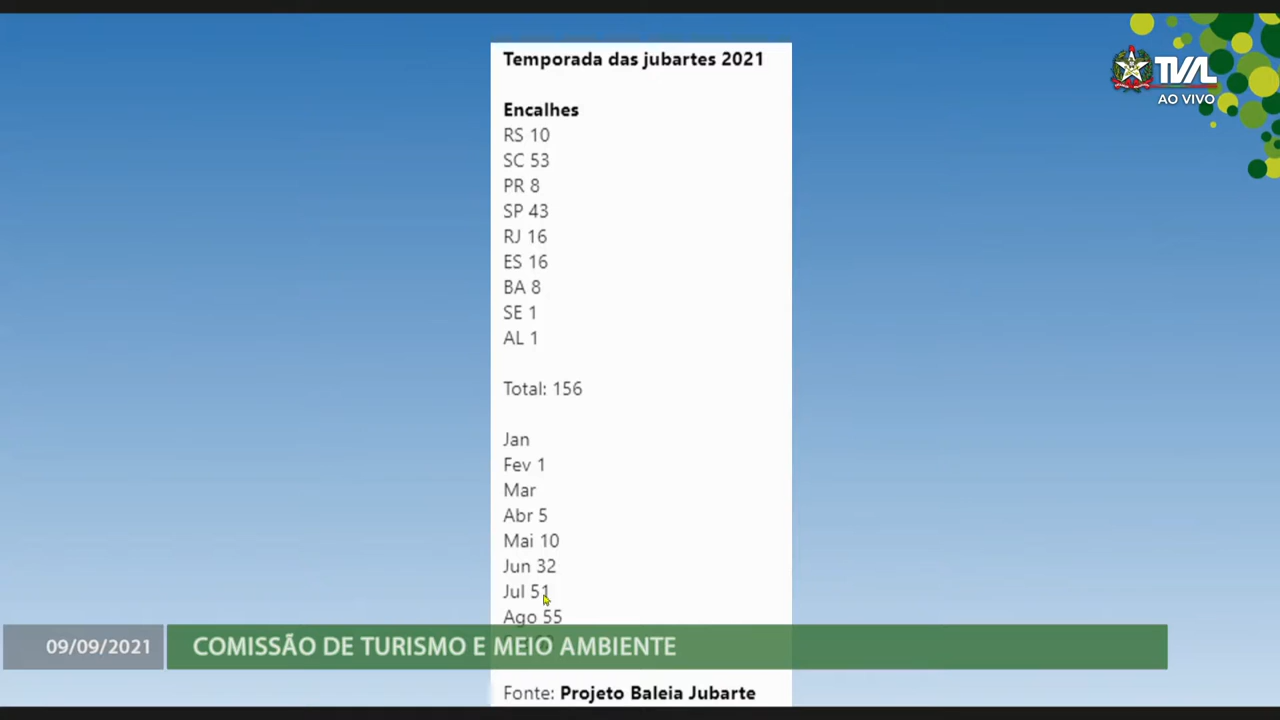 Temporada das jubartes 2021
Encalhes
RS 10
SC 53
PR 8
SP 43
RJ 16
ES 16
BA 8
SE 1
AL 1
Total: 156
Jan
Fev 1
Mar
Abr 5
Mai 10
Jun 32
Jul 51
Ago 55
Fonte: Projeto Baleia Jubarte
TVAL
AO VIVO
09/09/2021
COMISSÃO DE TURISMO E MEIO AMBIENTE